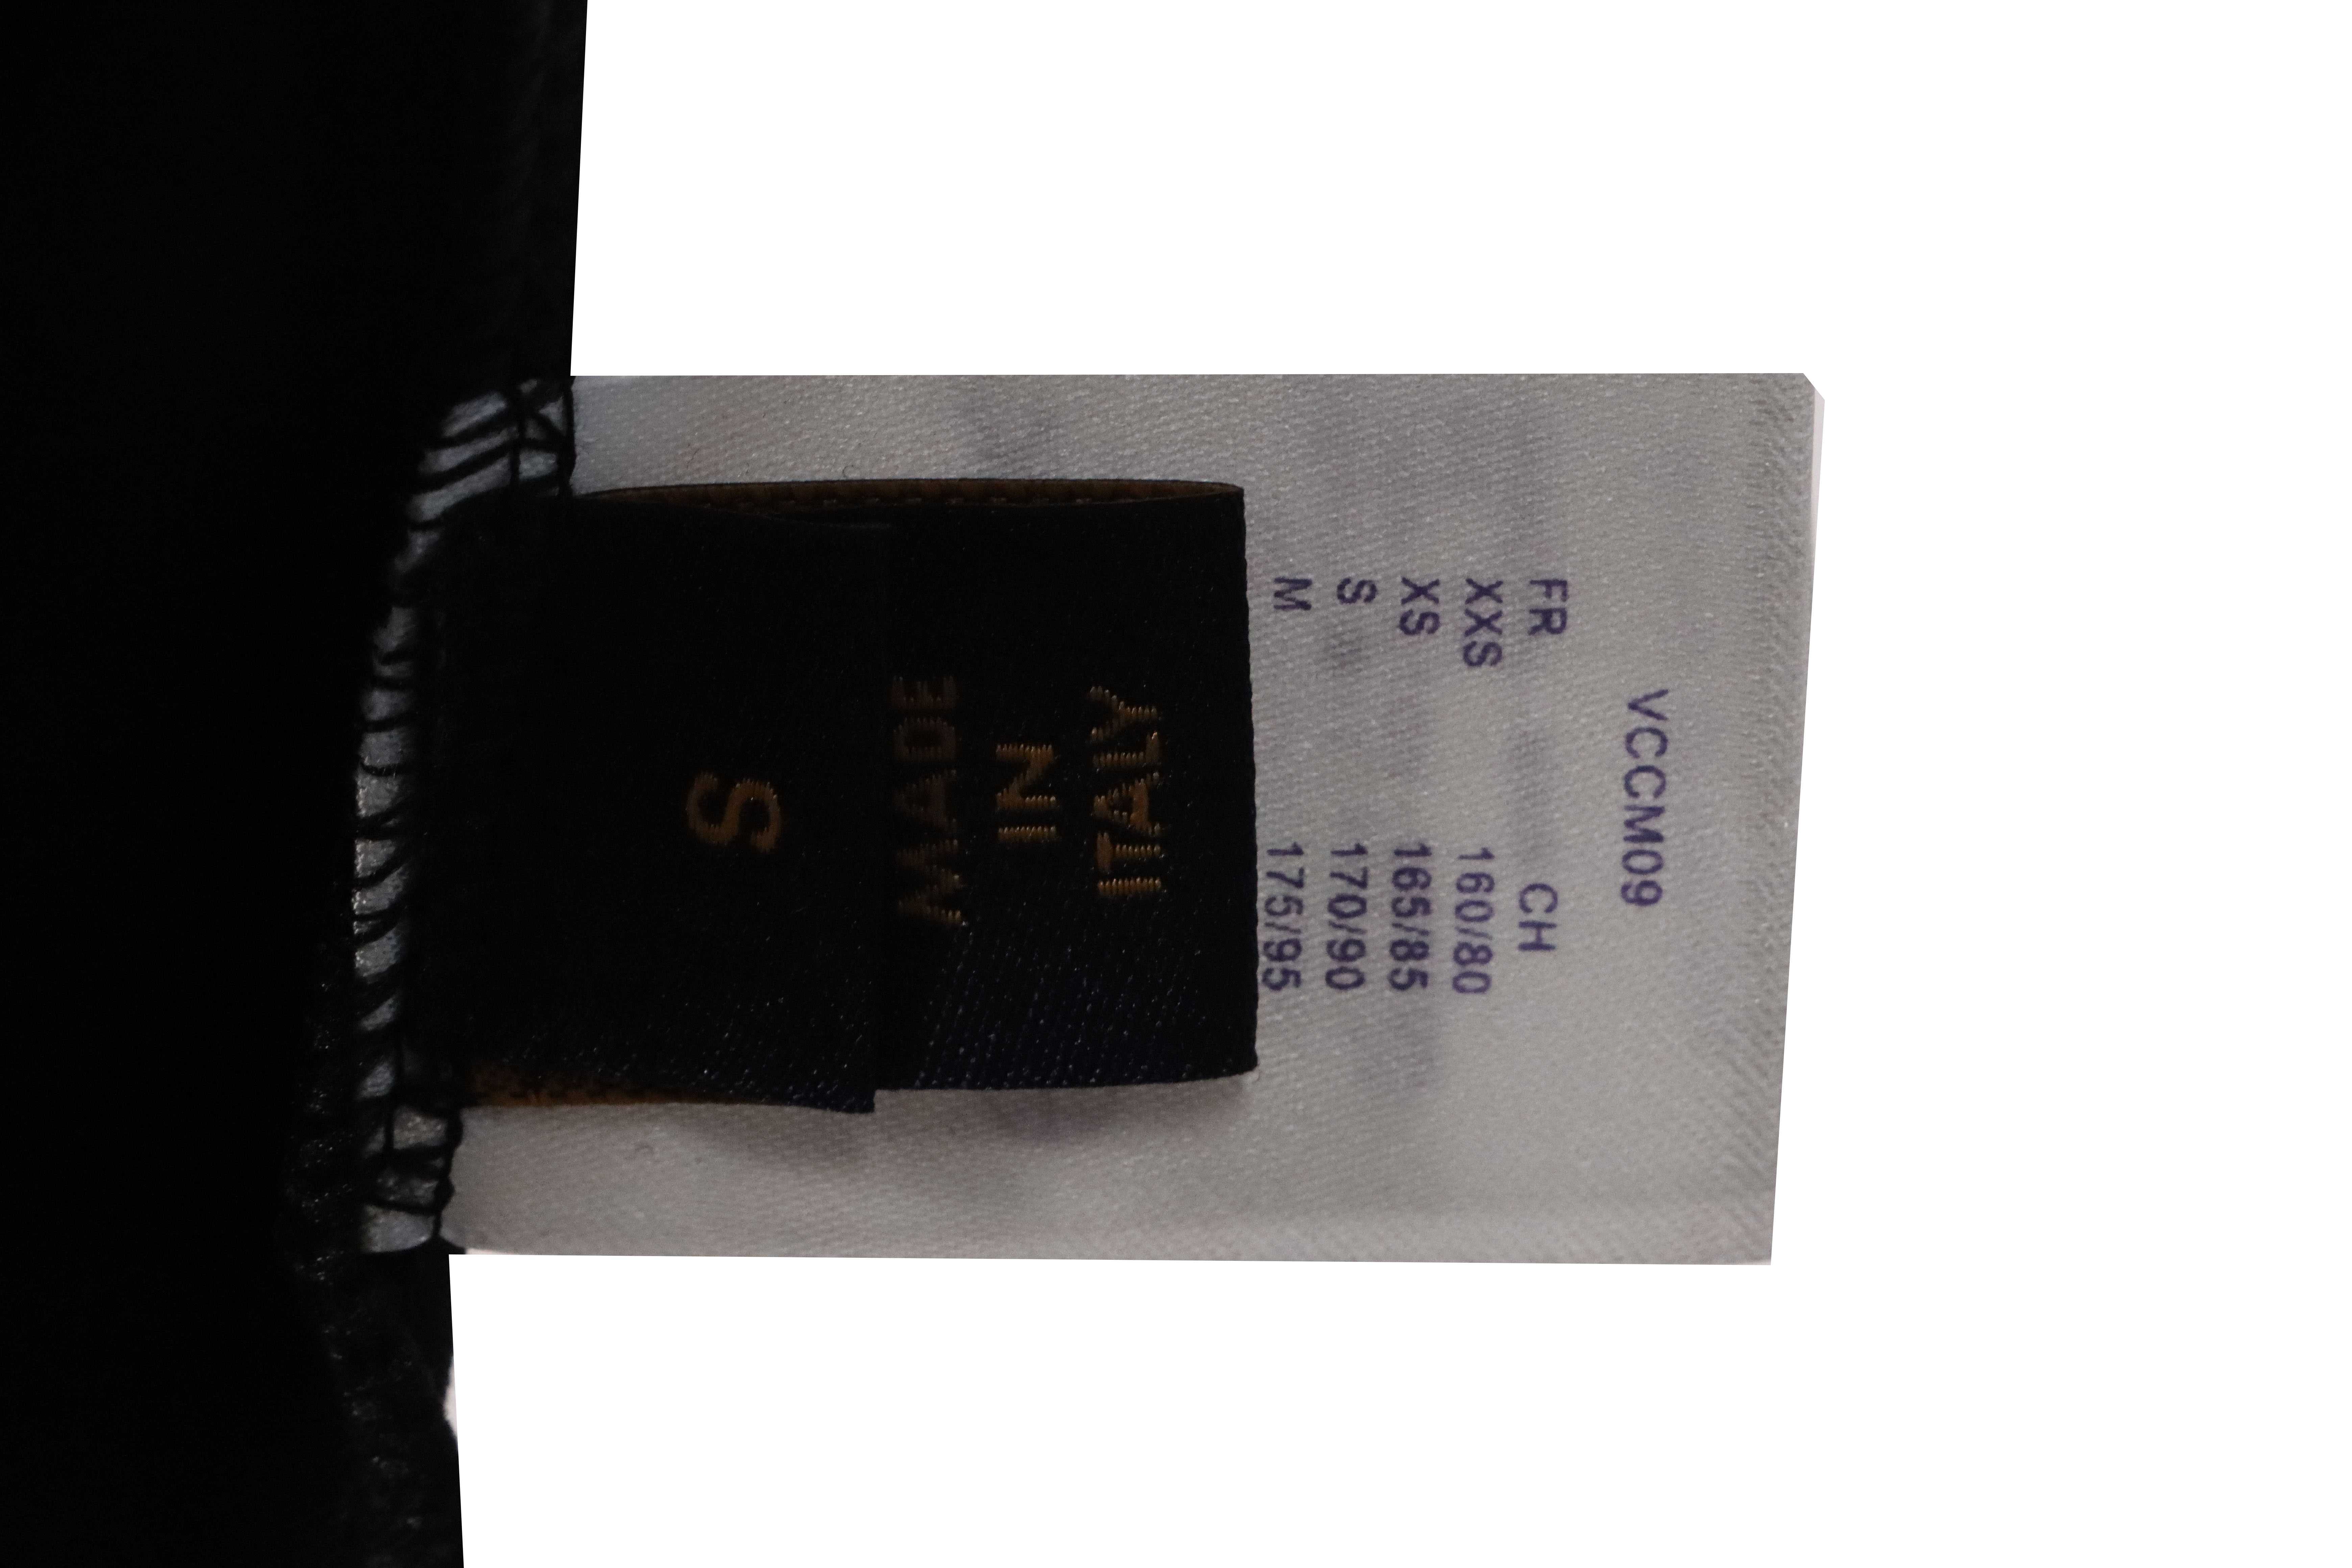 VCCM09
FR CH
XXS 160/80
XS 165/85
S 170/90
M 175/95
S
MADE
IN
ITALY